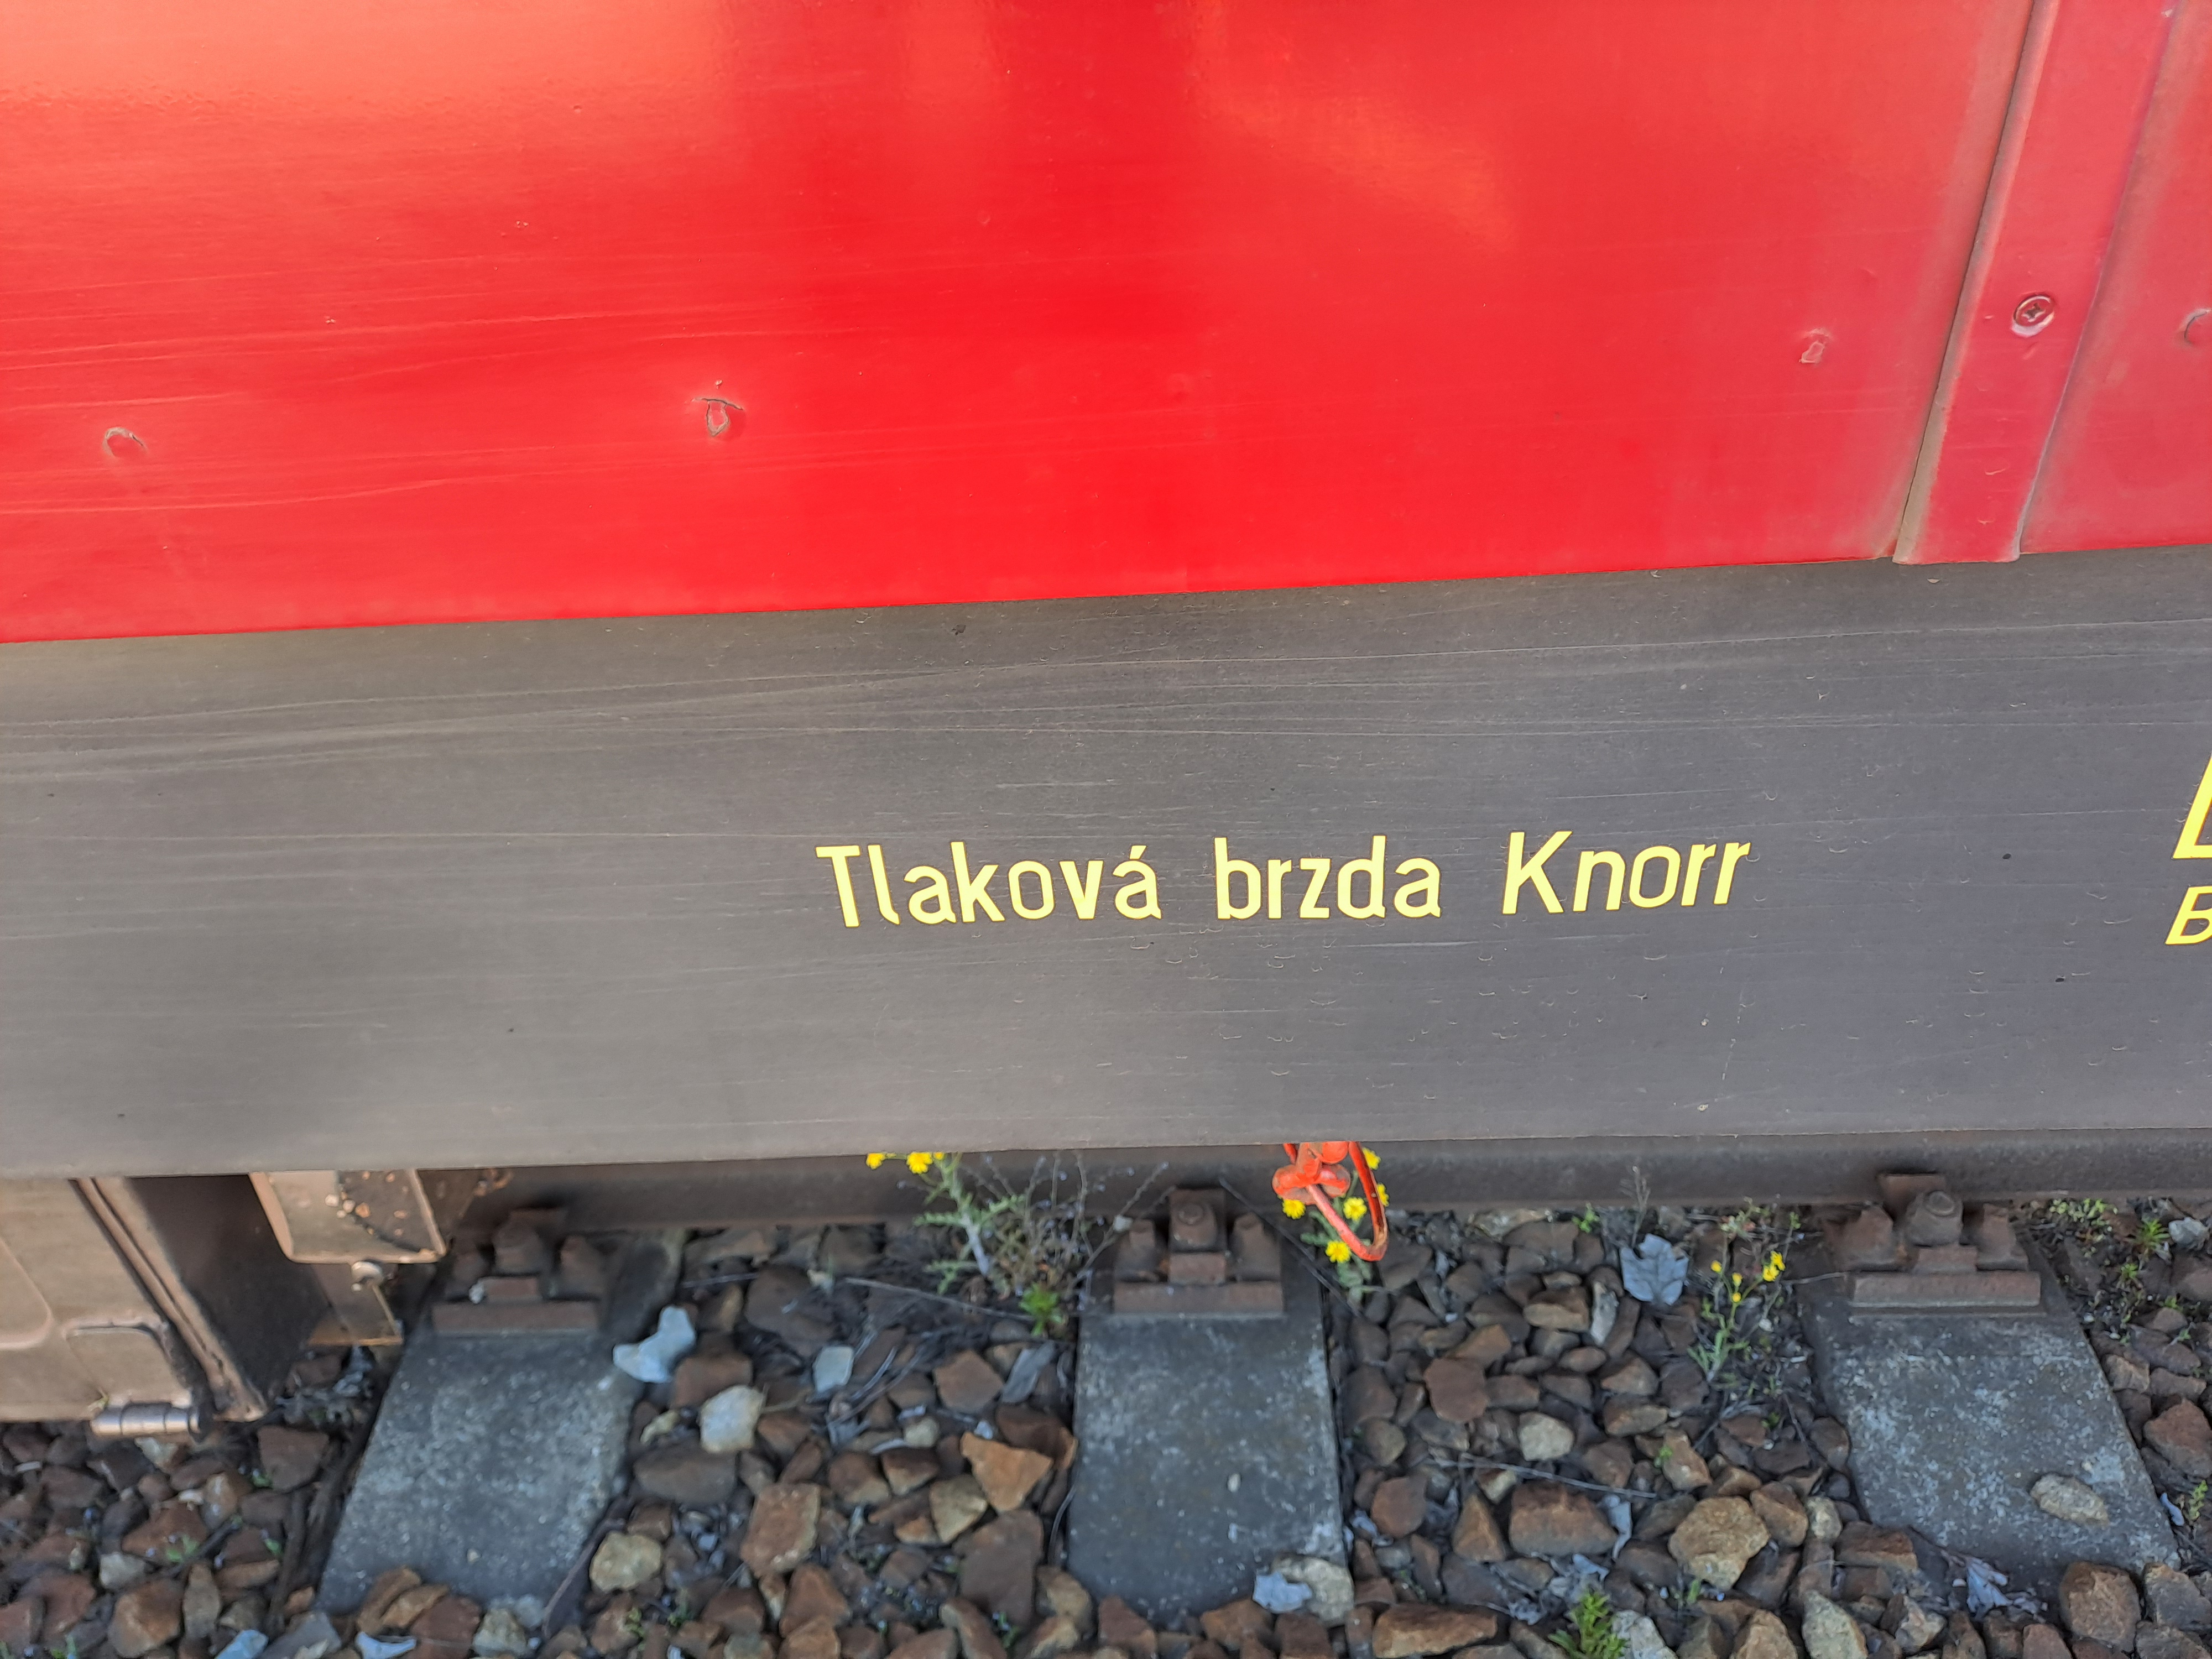 Tlaková brzda Knorr